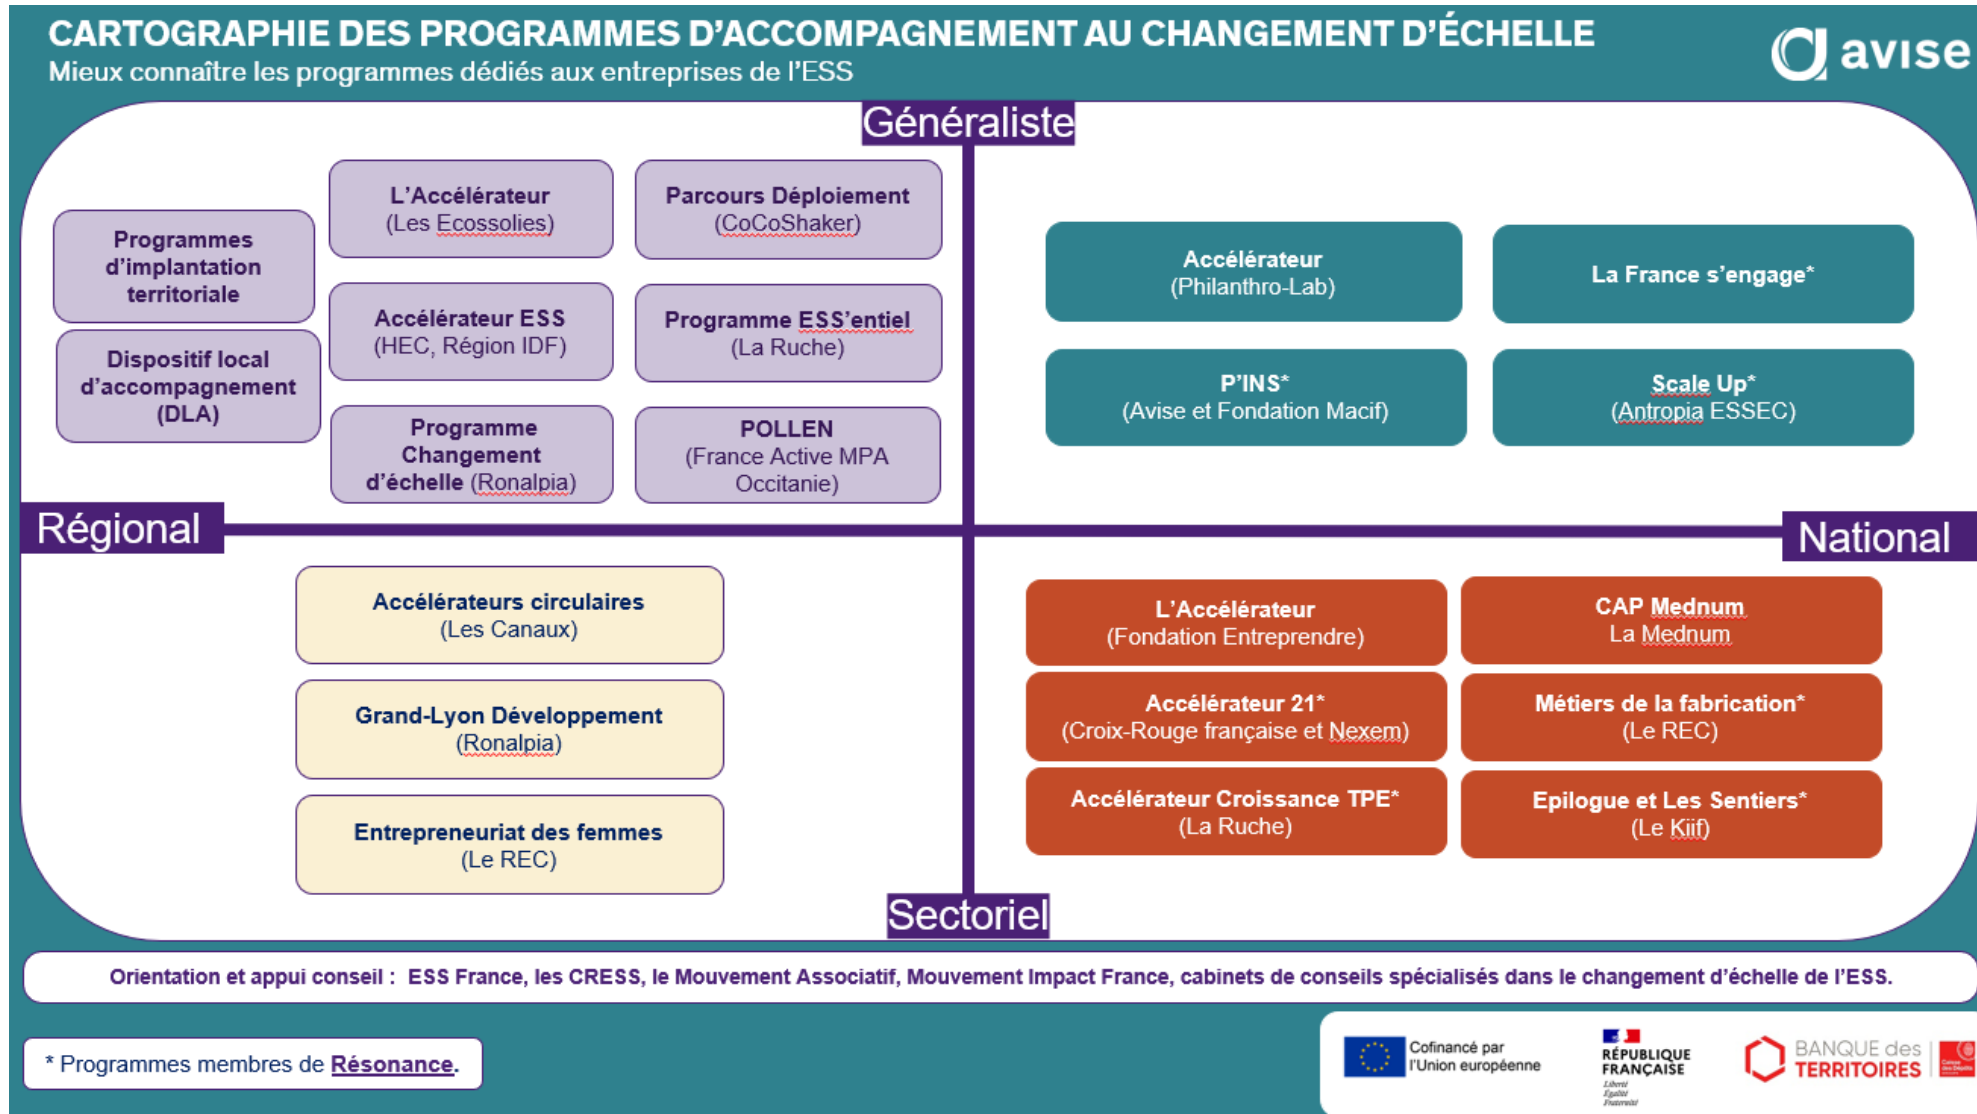 CARTOGRAPHIE DES PROGRAMMES D’ACCOMPAGNEMENT AU CHANGEMENT D’ÉCHELLE
Mieux connaître les programmes dédiés aux entreprises de l’ESS
avise
Généraliste
Programmes
d’implantation
territoriale
Dispositif local
d’accompagnement
(DLA)
L’Accélérateur
(Les Ecossolies)
Accélérateur ESS
(HEC, Région IDF)
Programme
Changement
d’échelle (Ronalpia)
Parcours Déploiement
(CoCoShaker)
Programme ESS’entiel
(La Ruche)
POLLEN
(France Active MPA
Occitanie)
Accélérateur
(Philanthro-Lab)
La France s’engage*
P’INS*
(Avise et Fondation Macif)
Scale Up*
(Antropia ESSEC)
Régional
National
Accélérateurs circulaires
(Les Canaux)
Grand-Lyon Développement
(Ronalpia)
Entrepreneuriat des femmes
(Le REC)
L’Accélérateur
(Fondation Entreprendre)
CAP Mednum
La Mednum
Accélérateur 21*
(Croix-Rouge française et Nexem)
Métiers de la fabrication*
(Le REC)
Accélérateur Croissance TPE*
(La Ruche)
Epilogue et Les Sentiers*
(Le Kiif)
Sectoriel
Orientation et appui conseil : ESS France, les CRESS, le Mouvement Associatif, Mouvement Impact France, cabinets de conseils spécialisés dans le changement d’échelle de l’ESS.
* Programmes membres de Résonance.
Cofinancé par
l’Union européenne
RÉPUBLIQUE
FRANÇAISE
Liberté
Égalité
Fraternité
BANQUE des
TERRITOIRES